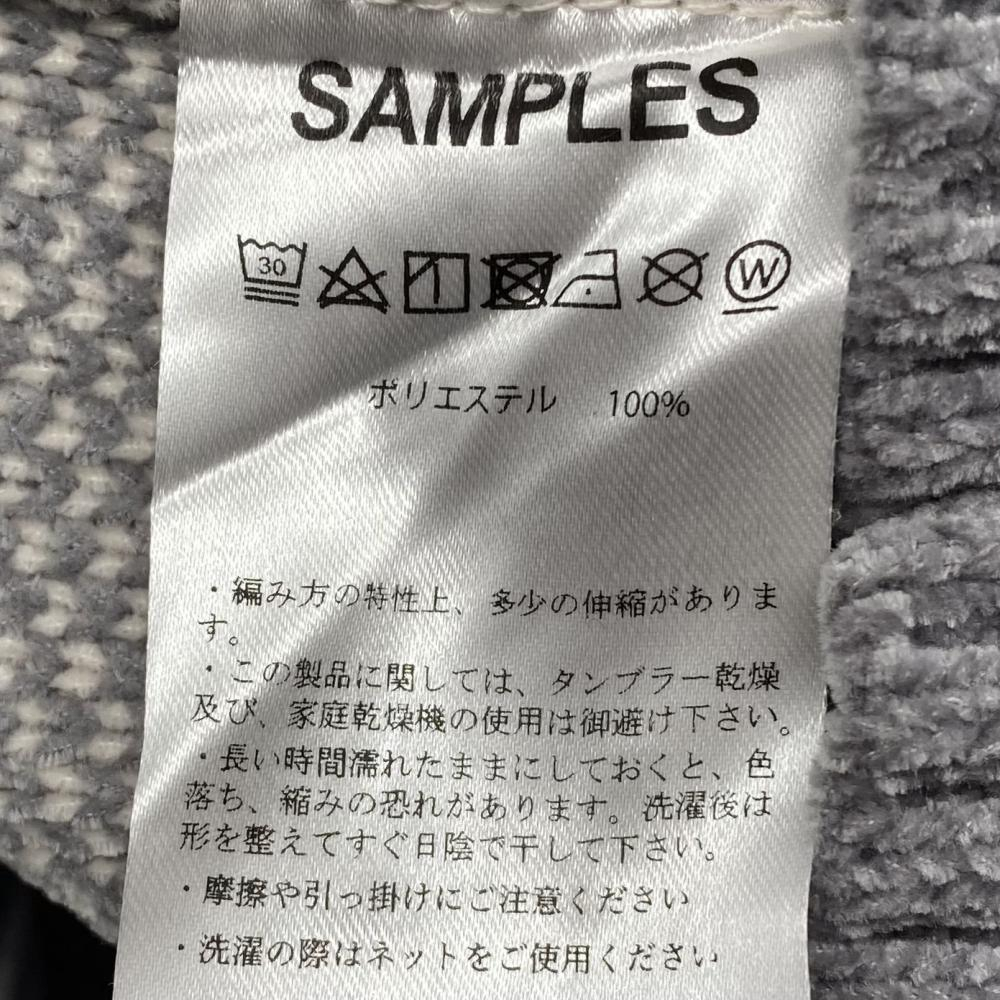 SAMPLES
30
W
ポリエステル 100%
・編み方の特性上、多少の伸縮がありま
す。
・この製品に関しては、タンブラー乾燥
及び、家庭乾燥機の使用は御避け下さい。
・長い時間濡れたままにしておくと、色
落ち、縮みの恐れがあります。洗濯後は
形を整えてすぐ日陰で干して下さい。
・摩擦や引っ掛けにご注意ください
・洗濯の際はネットをご使用ください